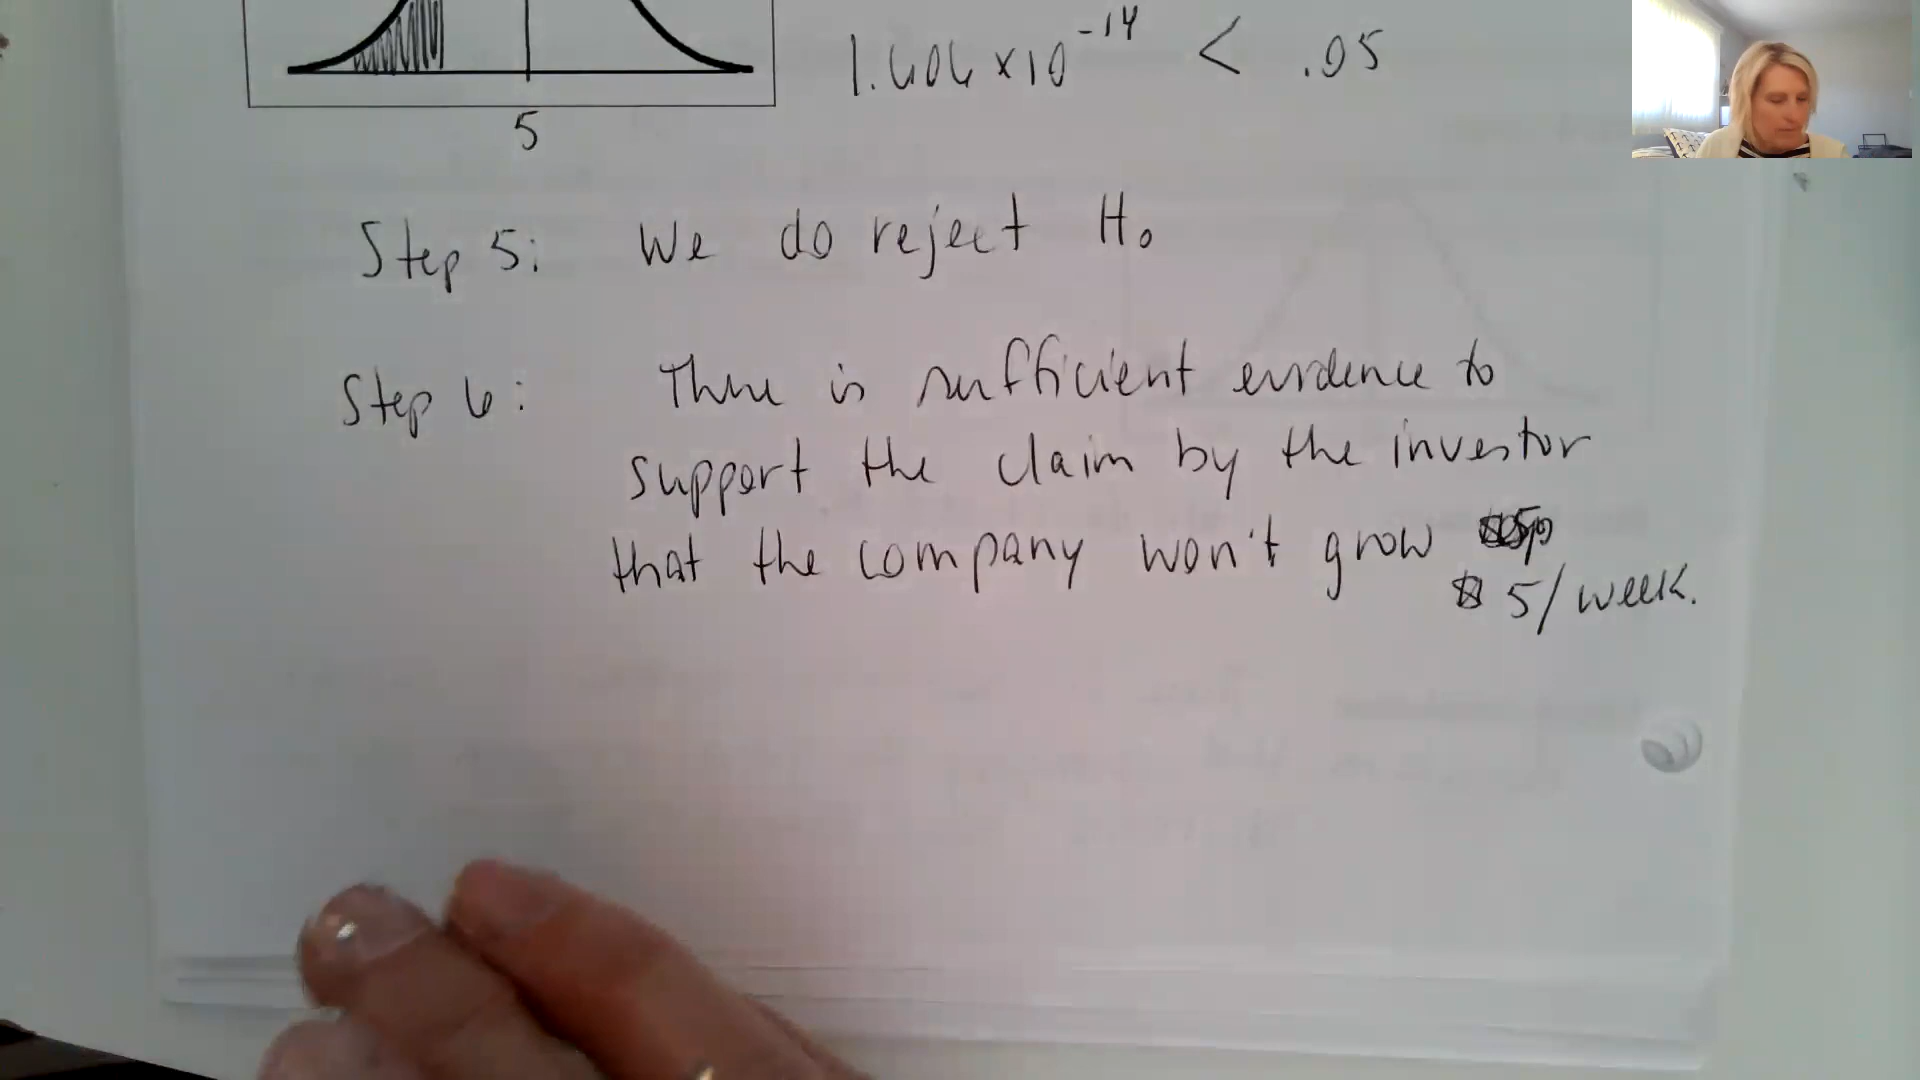 1.606 x 10^-14 < .05
5
Step 5: We do reject H₀
Step 6: There is sufficient evidence to
support the claim by the investor
that the company won't grow
$ 5/week.